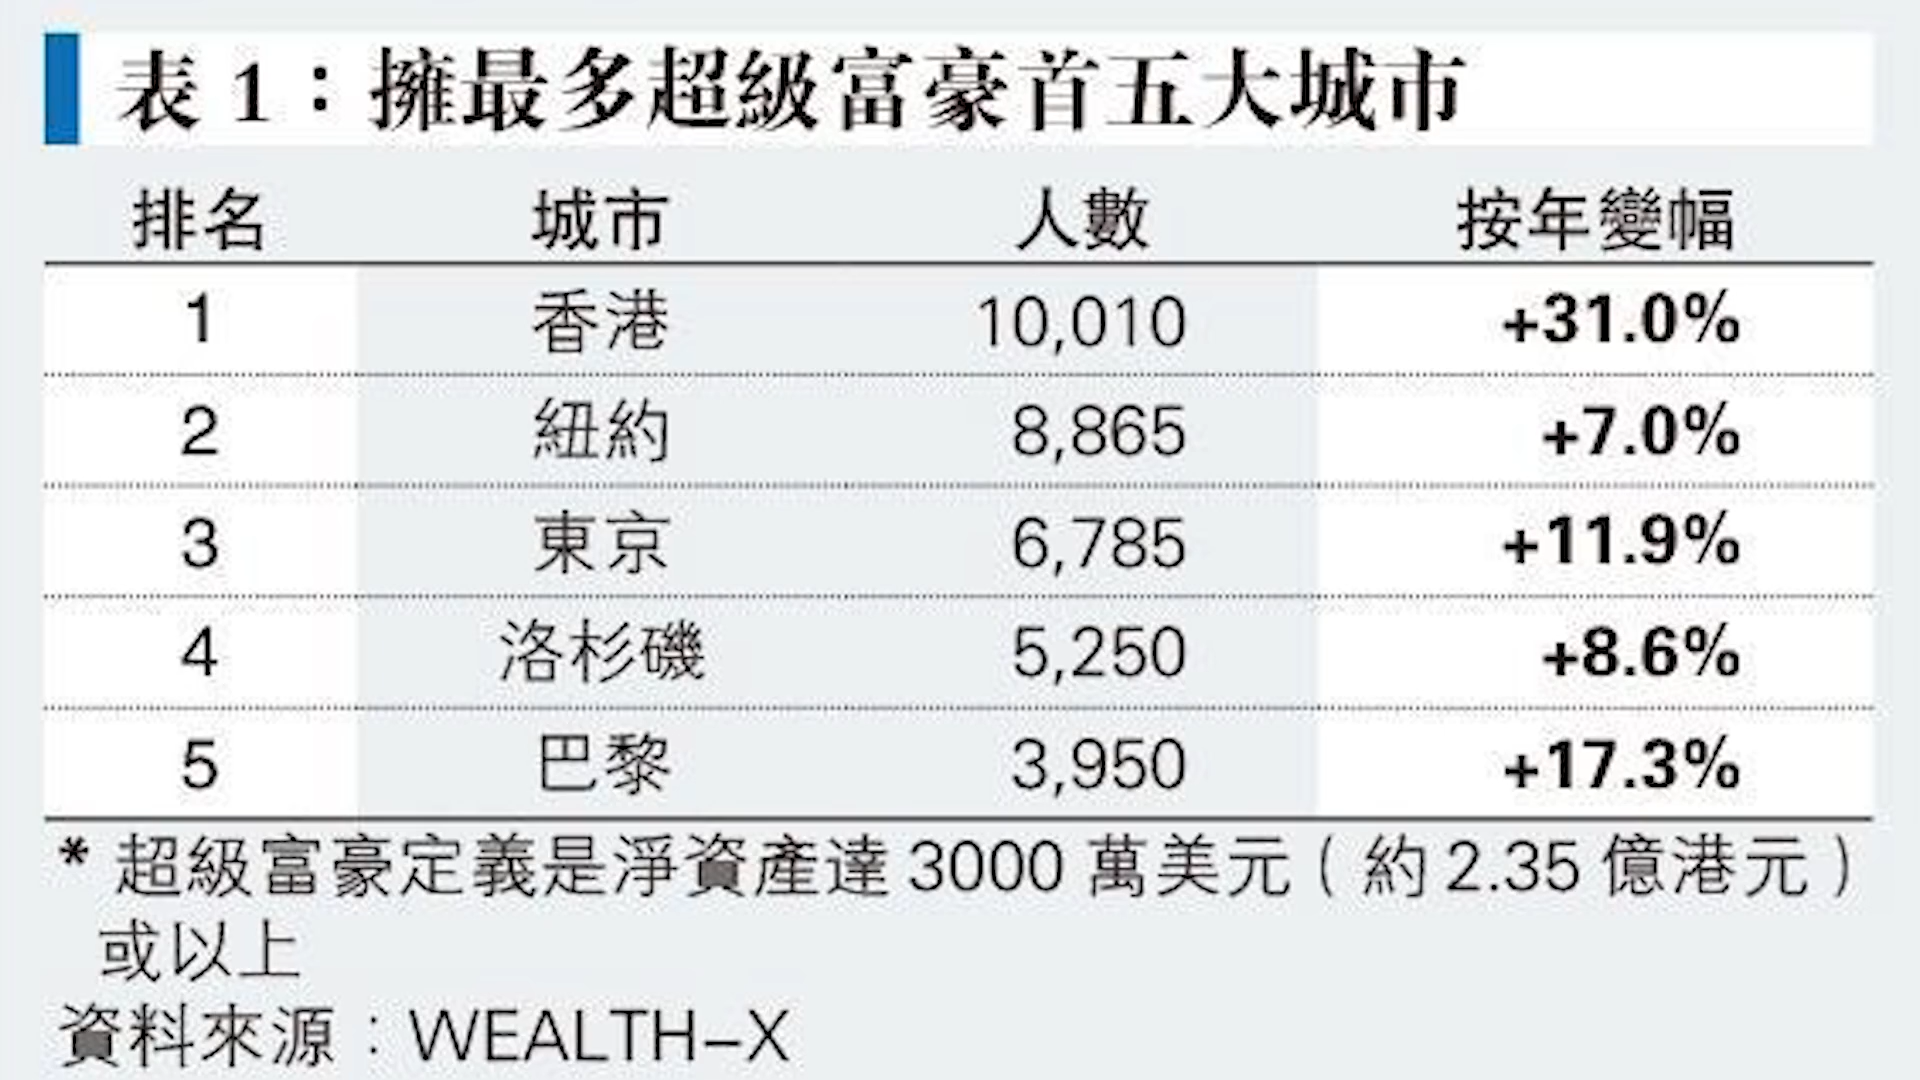 表 1：擁最多超級富豪首五大城市
排名 城市 人數 按年變幅
1 香港 10,010 +31.0%
2 紐約 8,865 +7.0%
3 東京 6,785 +11.9%
4 洛杉磯 5,250 +8.6%
5 巴黎 3,950 +17.3%
* 超級富豪定義是淨資產達 3000 萬美元（約 2.35 億港元）
或以上
資料來源：WEALTH–X